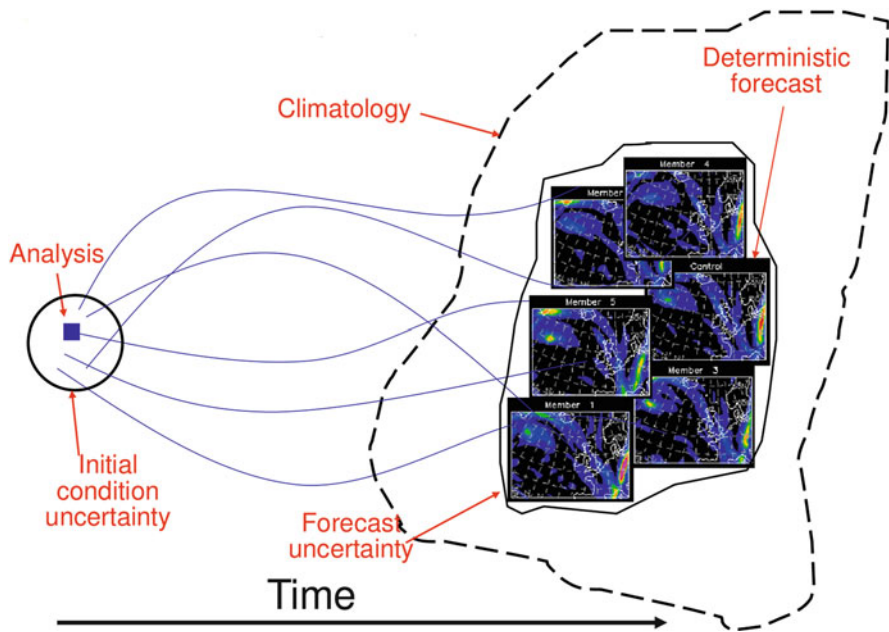 Deterministic
forecast
Climatology
Member 4
Member
Analysis
Control
Member 5
Member 3
Member 1
Initial
condition
uncertainty
Forecast
uncertainty
Time